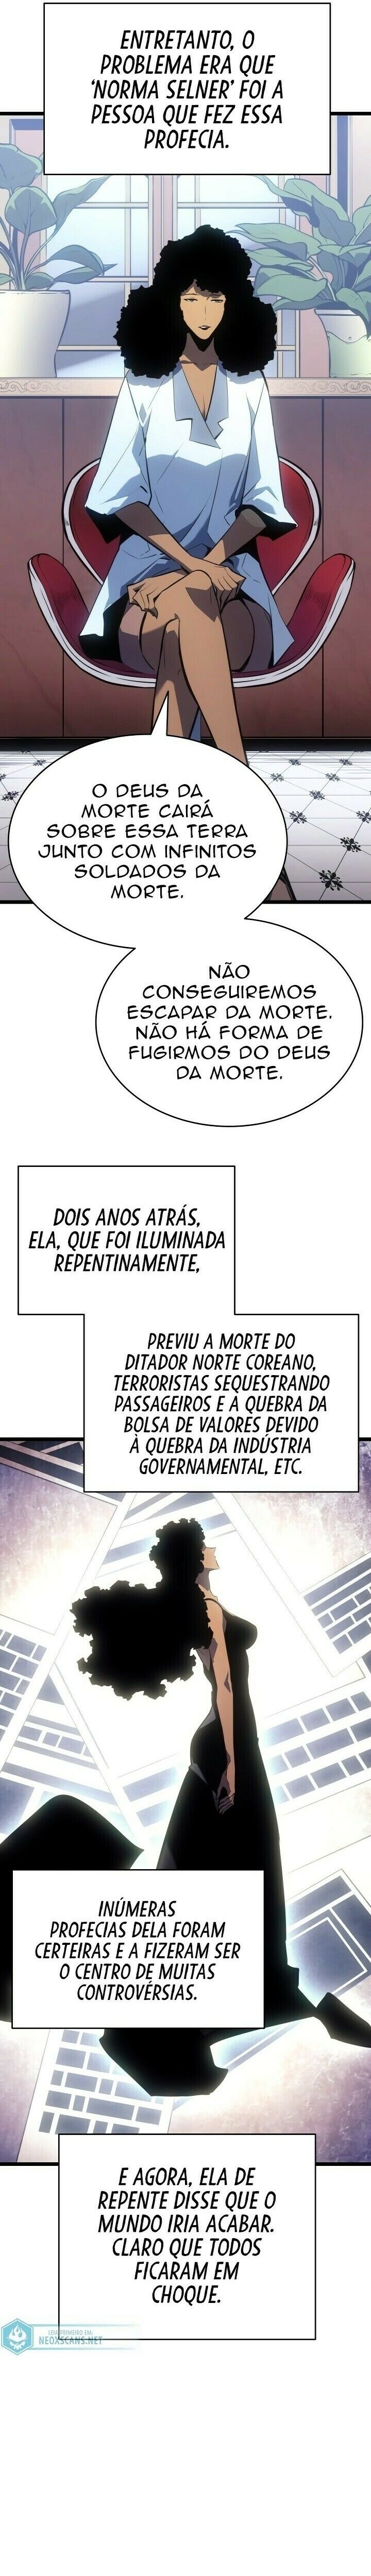 ENTRETANTO, O
PROBLEMA ERA QUE
‘NORMA SELNER’ FOI A
PESSOA QUE FEZ ESSA
PROFECIA.
O DEUS DA
MORTE CAIRÁ
SOBRE ESSA TERRA
JUNTO COM INFINITOS
SOLDADOS DA
MORTE.
NÃO
CONSEGUIREMOS
ESCAPAR DA MORTE.
NÃO HÁ FORMA DE
FUGIRMOS DO DEUS
DA MORTE.
DOIS ANOS ATRÁS,
ELA, QUE FOI ILUMINADA
REPENTINAMENTE,
PREVIU A MORTE DO
DITADOR NORTE COREANO,
TERRORISTAS SEQUESTRANDO
PASSAGEIROS E A QUEBRA DA
BOLSA DE VALORES DEVIDO
À QUEBRA DA INDÚSTRIA
GOVERNAMENTAL, ETC.
INÚMERAS
PROFECIAS DELA FORAM
CERTEIRAS E A FIZERAM SER
O CENTRO DE MUITAS
CONTROVÉRSIAS.
E AGORA, ELA DE
REPENTE DISSE QUE O
MUNDO IRIA ACABAR.
CLARO QUE TODOS
FICARAM EM
CHOQUE.
LEIA PRIMEIRO EM:
NEOXSCANS.NET